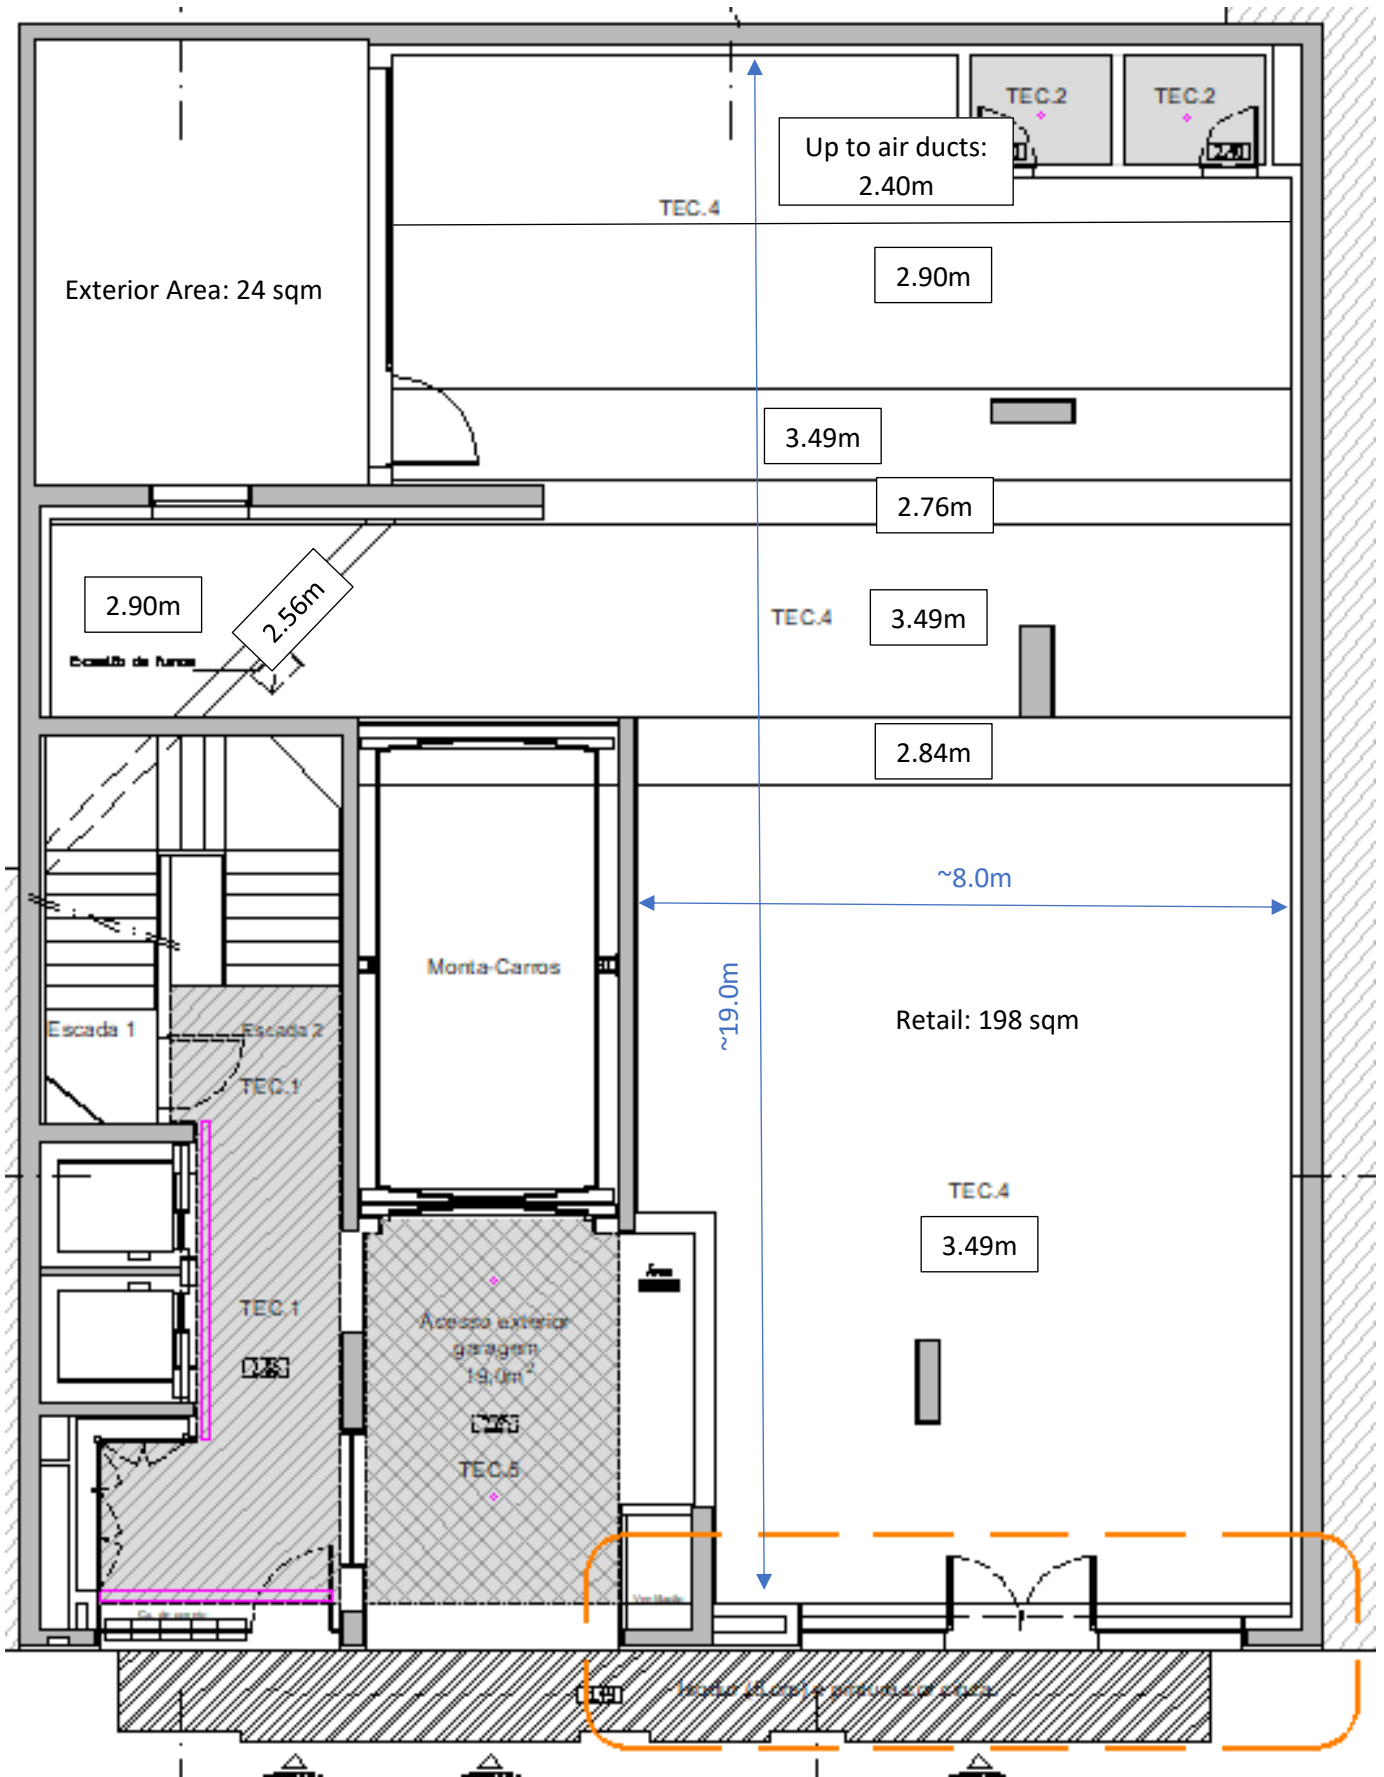 TEC.2
TEC.2
Up to air ducts:
2.40m
TEC.4
2.90m
Exterior Area: 24 sqm
3.49m
2.76m
2.90m
2.56m
TEC.4
3.49m
2.84m
~8.0m
Monta-Carros
~19.0m
Retail: 198 sqm
Escada 1
Escada 2
TEC.1
TEC.4
3.49m
TEC.1
Acesso exterior
garagem
19,0m²
TEC.5